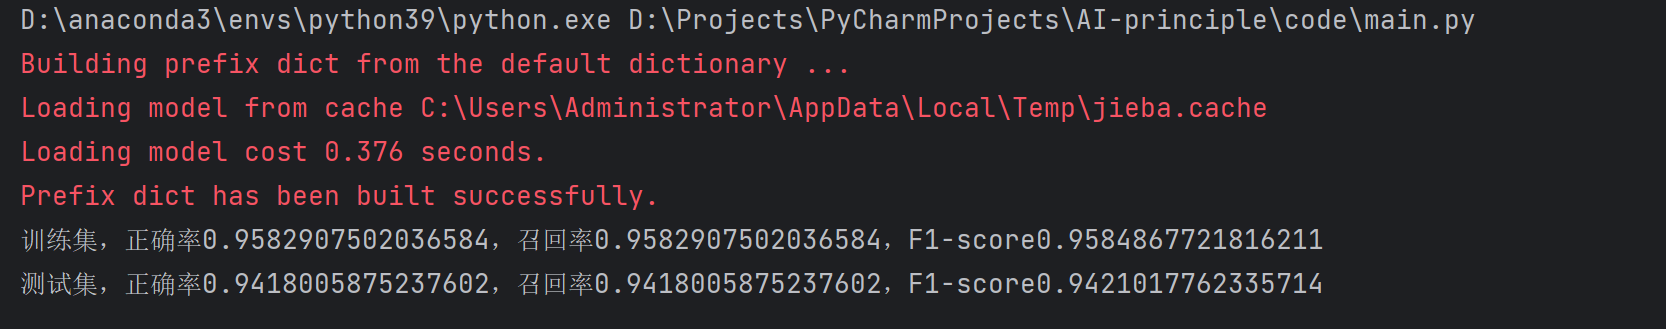 D:\anaconda3\envs\python39\python.exe D:\Projects\PyCharmProjects\AI-principle\code\main.py
Building prefix dict from the default dictionary ...
Loading model from cache C:\Users\Administrator\AppData\Local\Temp\jieba.cache
Loading model cost 0.376 seconds.
Prefix dict has been built successfully.
训练集，正确率0.9582907502036584，召回率0.9582907502036584，F1-score0.9584867721816211
测试集，正确率0.9418005875237602，召回率0.9418005875237602，F1-score0.9421017762335714